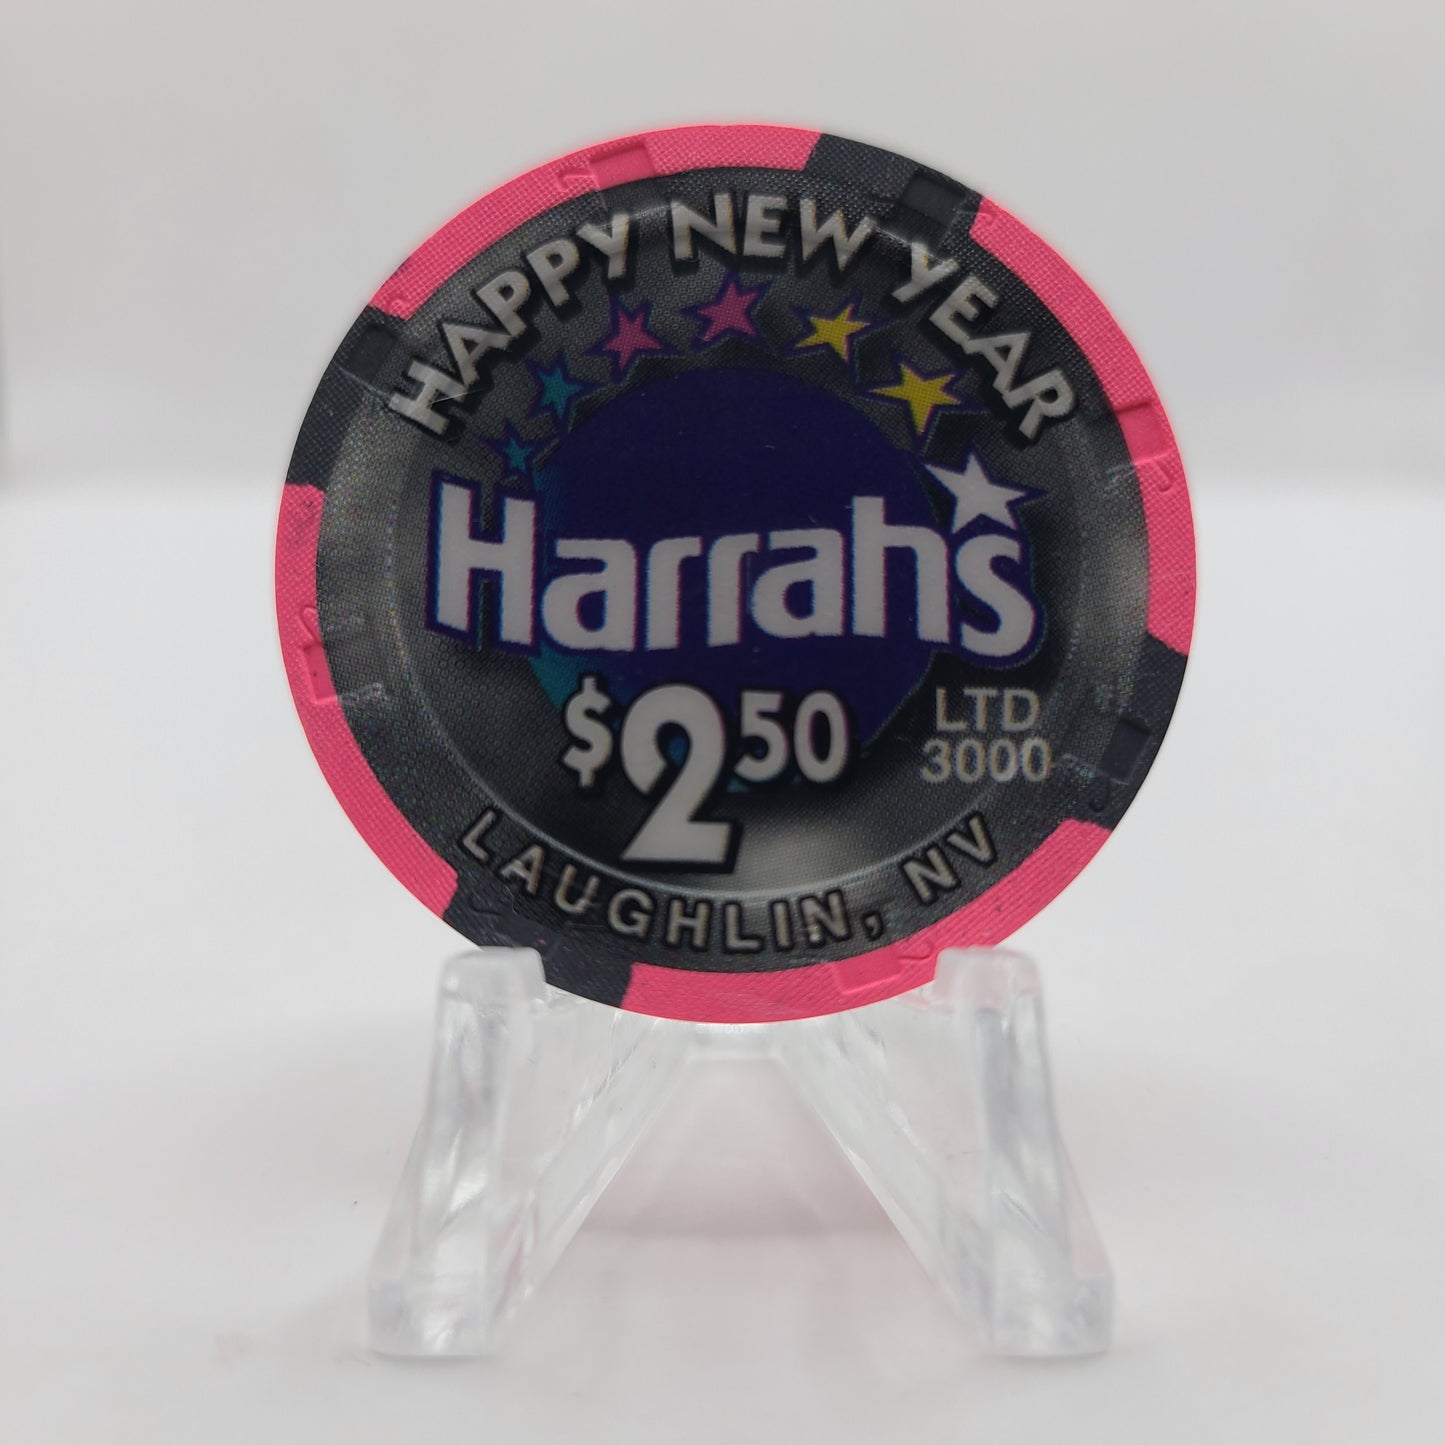 HAPPY NEW YEAR
Harrah's
$2.50
LTD
3000
LAUGHLIN, NV